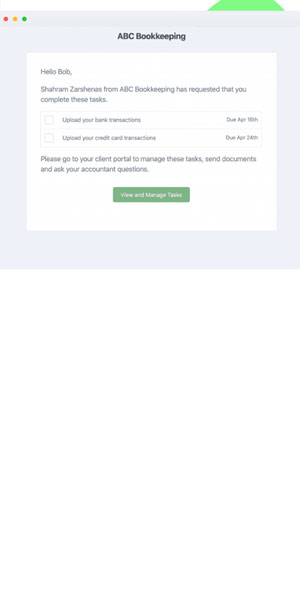 ABC Bookkeeping
Hello Bob,
Shahram Zarshenas from ABC Bookkeeping has requested that you
complete these tasks.
Upload your bank transactions Due Apr 16th
Upload your credit card transactions Due Apr 24th
Please go to your client portal to manage these tasks, send documents
and ask your accountant questions.
View and Manage Tasks